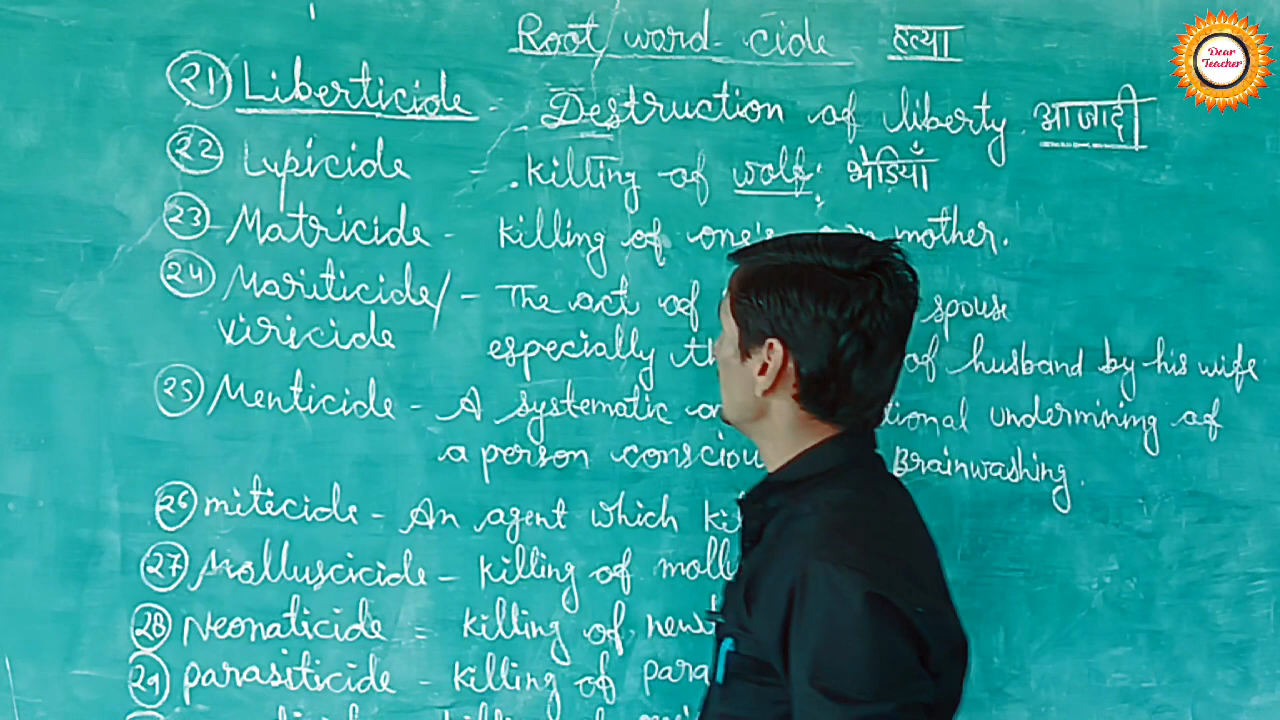 Root word - cide हत्या
Dear Teacher
21 Liberticide - Destruction of liberty. आजादी
22 Lupicide - killing of wolf; भेडियाँ
23 Matricide - killing of one's own mother.
24 Mariticide/ - The act of spouse
Viricide especially of husband by his wife
25 Menticide - A systematic undermining of
a person Brainwashing.
26 miticide - An agent which
27 Molluscicide - killing of
28 Neonaticide = killing of
29 parasiticide - killing of